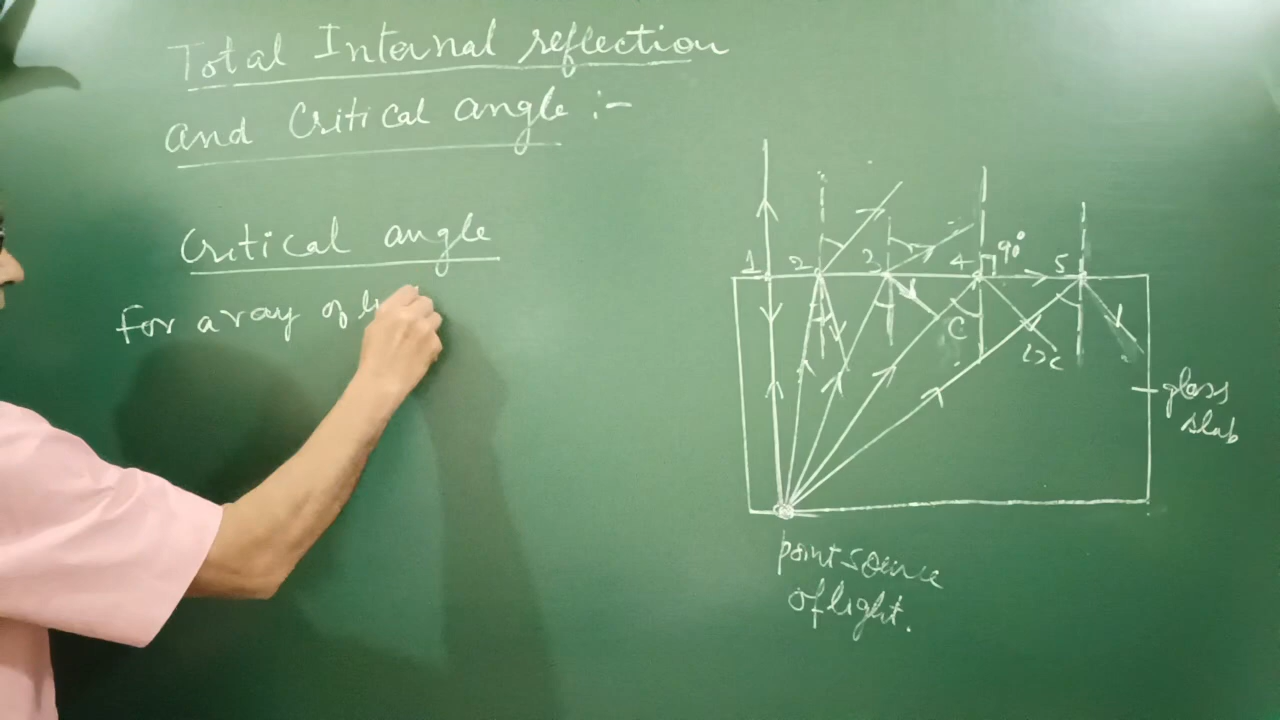 Total Internal reflection
and Critical angle :-
Critical angle
For a ray of
1 2 3 4 90° 5
C
i>c
glass
slab
point source
of light.